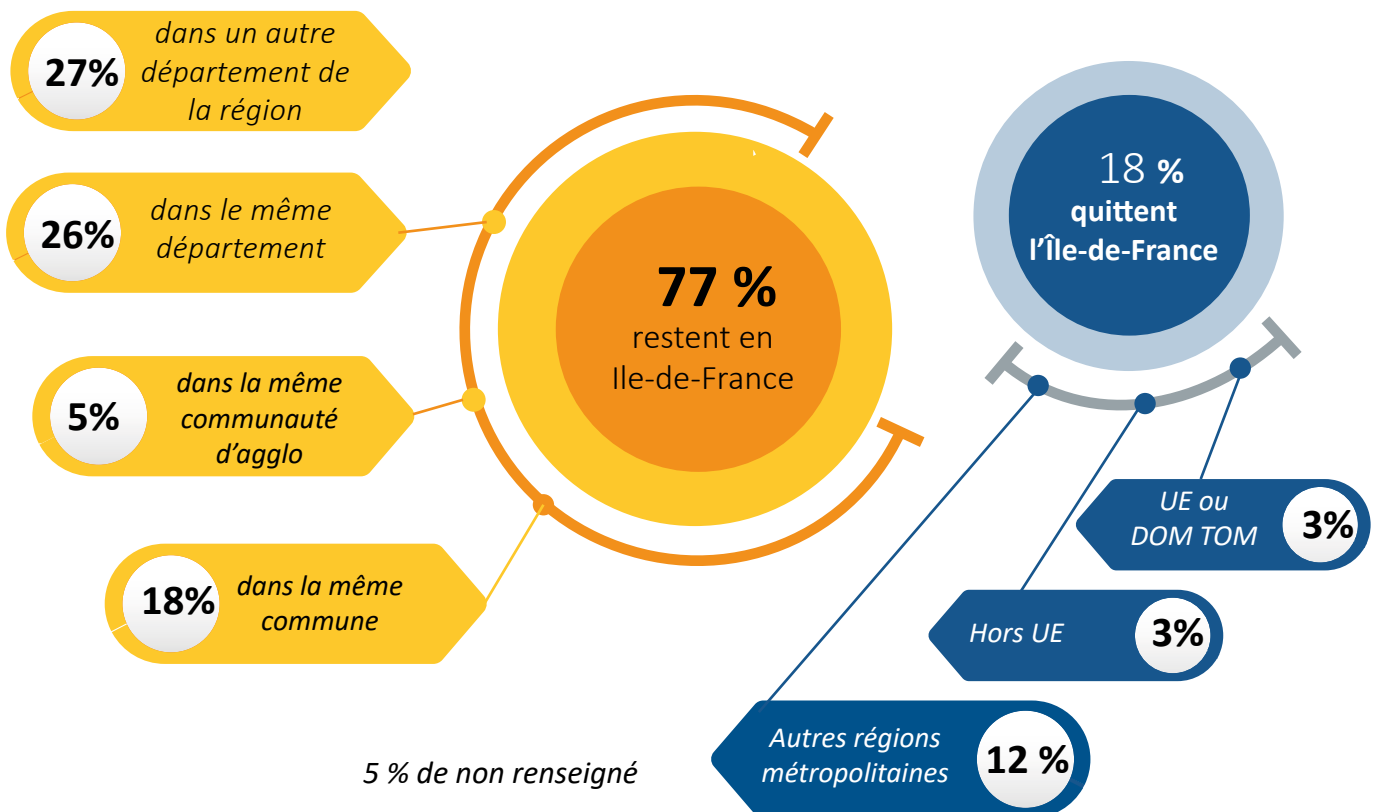 27%
dans un autre
département de
la région
26%
dans le même
département
5%
dans la même
communauté
d'agglo
18%
dans la même
commune
77 %
restent en
Ile-de-France
18 %
quittent
l'Île-de-France
UE ou
DOM TOM
3%
Hors UE
3%
Autres régions
métropolitaines
12 %
5 % de non renseigné